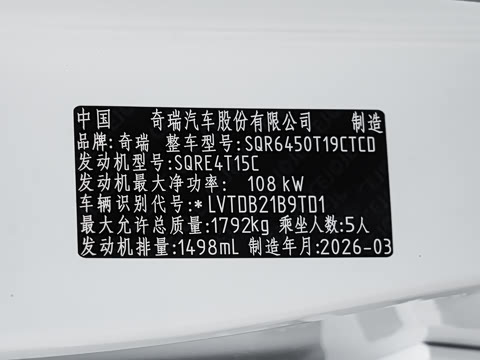 中国 奇瑞汽车股份有限公司 制造
品牌:奇瑞 整车型号:SQR6450T19CTCD
发动机型号:SQRE4T15C
发动机最大净功率: 108 kW
车辆识别代号:*LVTDB21B9TD1
最大允许总质量:1792kg 乘坐人数:5人
发动机排量:1498mL 制造年月:2026-03